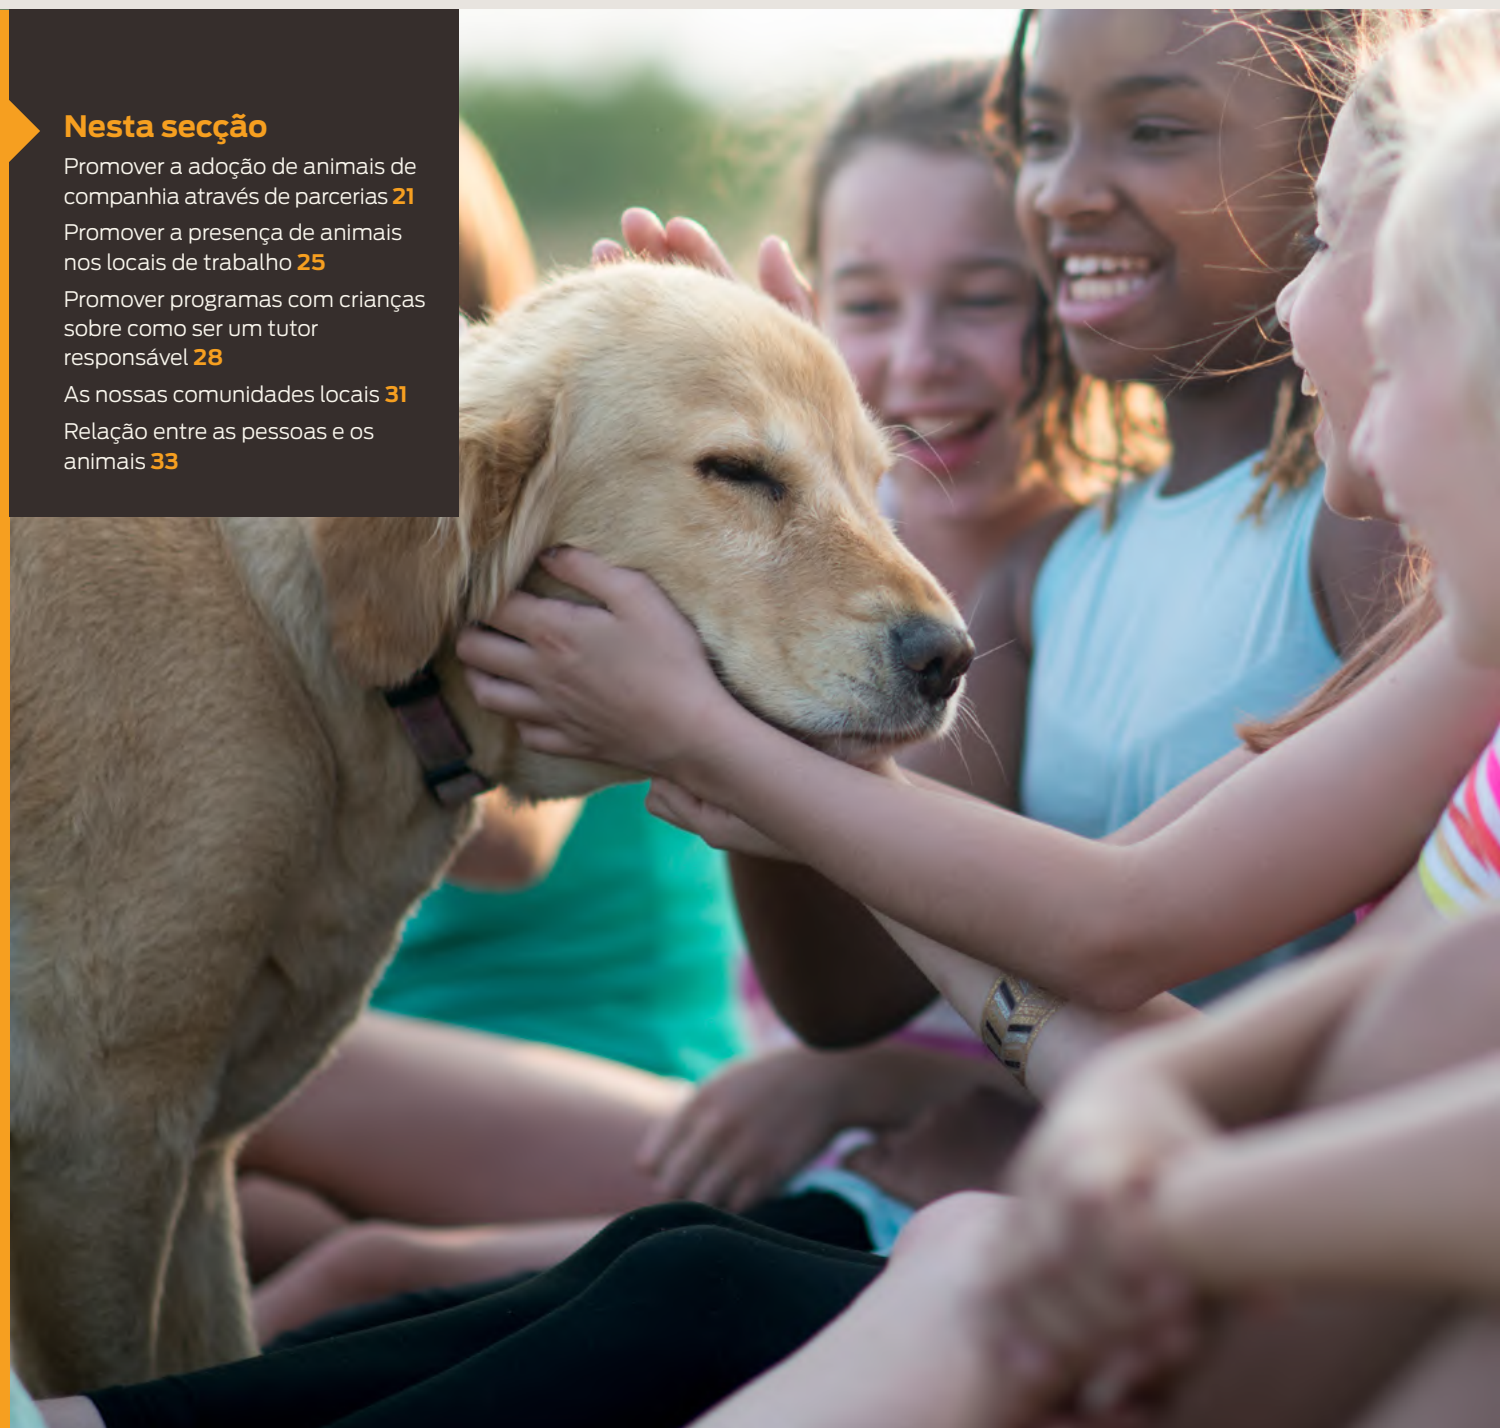 Nesta secção
Promover a adoção de animais de
companhia através de parcerias 21
Promover a presença de animais
nos locais de trabalho 25
Promover programas com crianças
sobre como ser um tutor
responsável 28
As nossas comunidades locais 31
Relação entre as pessoas e os
animais 33